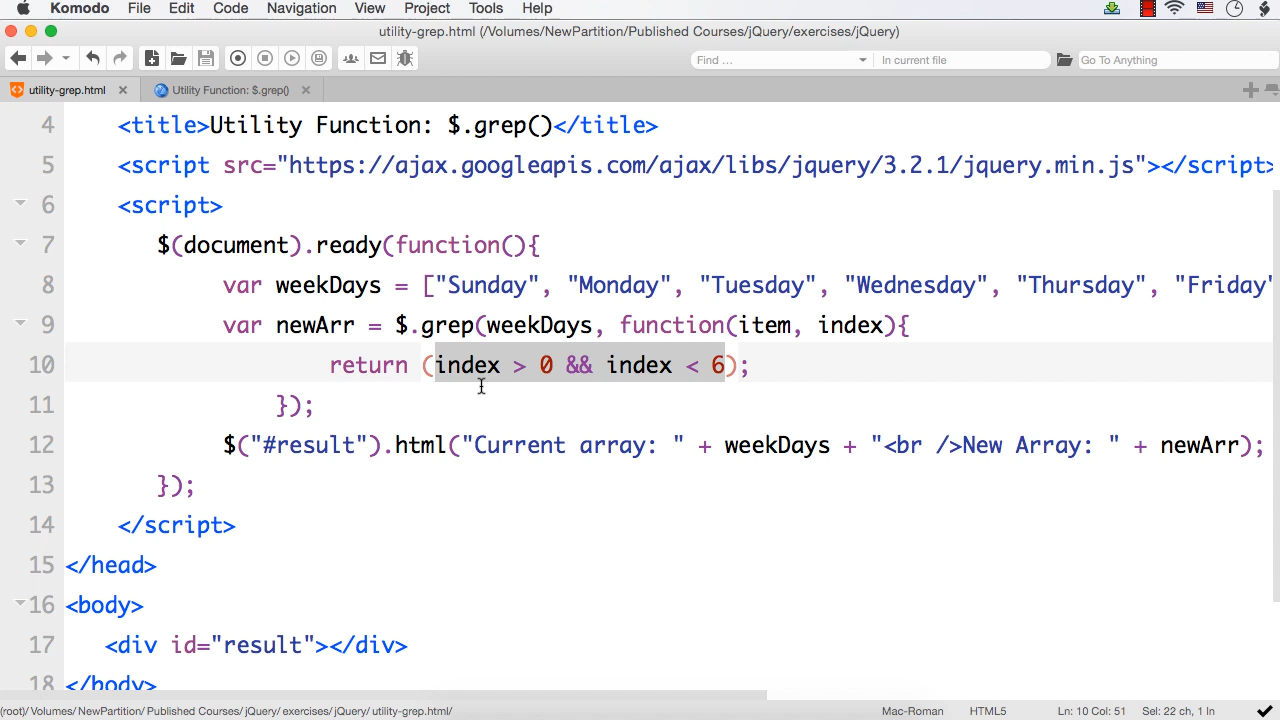 Komodo File Edit Code Navigation View Project Tools Help
utility-grep.html (/Volumes/NewPartition/Published Courses/jQuery/exercises/jQuery)
Find ... In current file Go To Anything
utility-grep.html Utility Function: $.grep()
4 <title>Utility Function: $.grep()</title>
5 <script src="https://ajax.googleapis.com/ajax/libs/jquery/3.2.1/jquery.min.js"></script>
6 <script>
7 $(document).ready(function(){
8 var weekDays = ["Sunday", "Monday", "Tuesday", "Wednesday", "Thursday", "Friday"
9 var newArr = $.grep(weekDays, function(item, index){
10 return (index > 0 && index < 6);
11 });
12 $("#result").html("Current array: " + weekDays + "<br />New Array: " + newArr);
13 });
14 </script>
15 </head>
16 <body>
17 <div id="result"></div>
18 </body>
(root)/Volumes/NewPartition/Published Courses/jQuery/exercises/jQuery/utility-grep.html/ Mac-Roman HTML5 Ln: 10 Col: 51 Sel: 22 ch, 1 ln